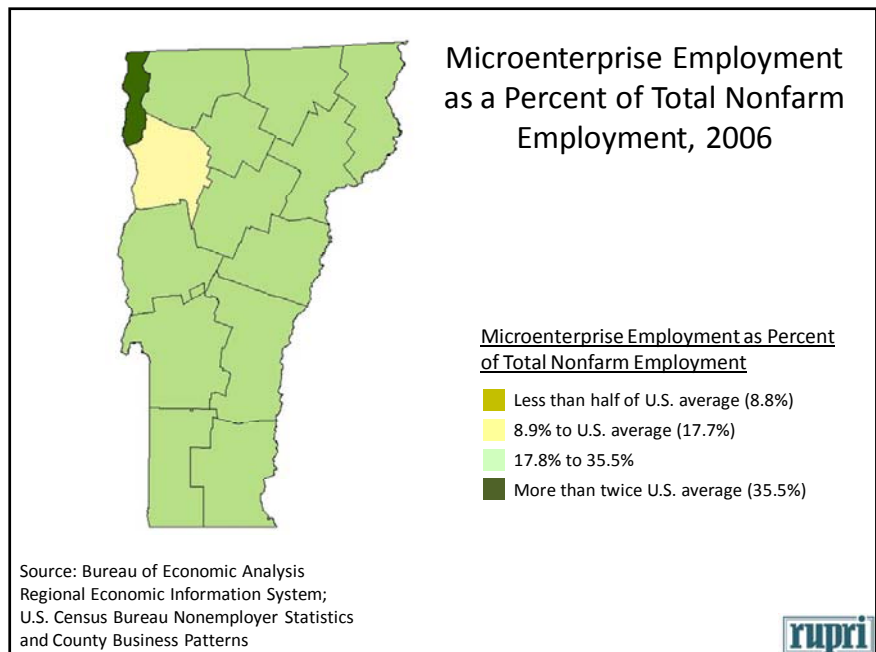 Microenterprise Employment
as a Percent of Total Nonfarm
Employment, 2006
Microenterprise Employment as Percent
of Total Nonfarm Employment
Less than half of U.S. average (8.8%)
8.9% to U.S. average (17.7%)
17.8% to 35.5%
More than twice U.S. average (35.5%)
Source: Bureau of Economic Analysis
Regional Economic Information System;
U.S. Census Bureau Nonemployer Statistics
and County Business Patterns
rupri